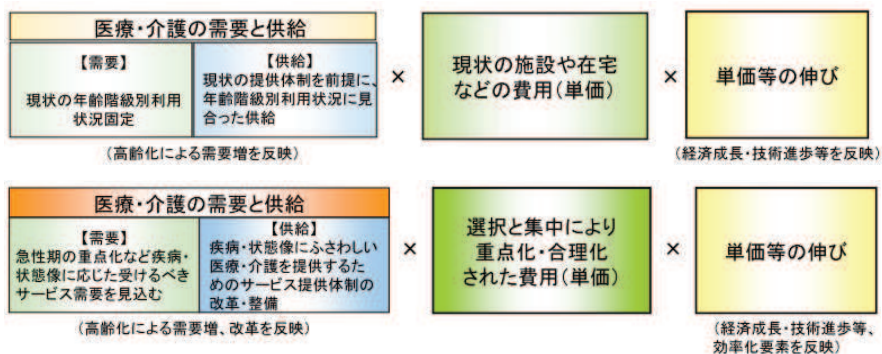 医療・介護の需要と供給
【需要】
現状の年齢階級別利用
状況固定
【供給】
現状の提供体制を前提に、
年齢階級別利用状況に見
合った供給
(高齢化による需要増を反映)
×
現状の施設や在宅
などの費用(単価)
×
単価等の伸び
(経済成長・技術進歩等を反映)
医療・介護の需要と供給
【需要】
急性期の重点化など疾病・
状態像に応じた受けるべき
サービス需要を見込む
【供給】
疾病・状態像にふさわしい
医療・介護を提供するた
めのサービス提供体制の
改革・整備
(高齢化による需要増、改革を反映)
×
選択と集中により
重点化・合理化
された費用(単価)
×
単価等の伸び
(経済成長・技術進歩等、
効率化要素を反映)